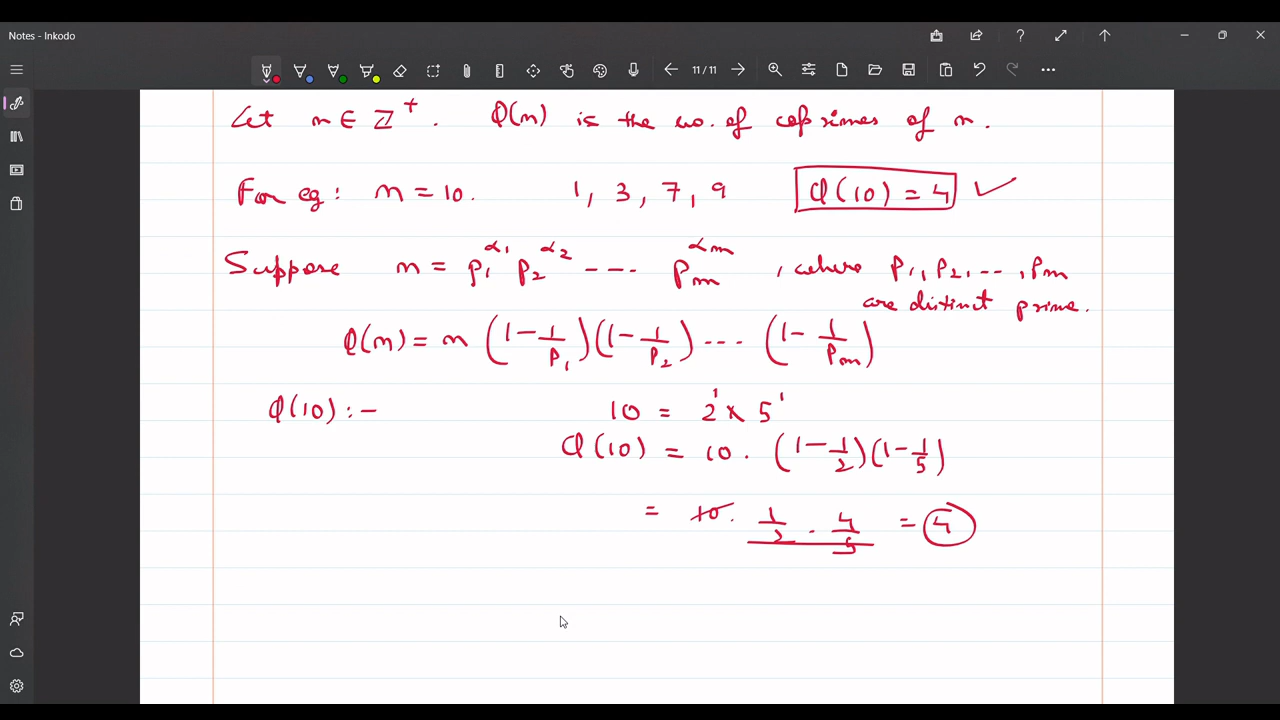 Notes - Inkodo
11 / 11
Let n ∈ ℤ⁺. φ(n) is the no. of coprimes of n.
For eg: n = 10. 1, 3, 7, 9 φ(10) = 4 ✓
Suppose n = p₁^α₁ p₂^α₂ ---- pₘ^αₘ , where p₁, p₂, ..., pₘ
are distinct prime.
φ(n) = n (1 - 1/p₁)(1 - 1/p₂) ... (1 - 1/pₘ)
φ(10) : - 10 = 2¹ × 5¹
φ(10) = 10 . (1 - 1/2)(1 - 1/5)
= 10 . 1/2 . 4/5 = 4